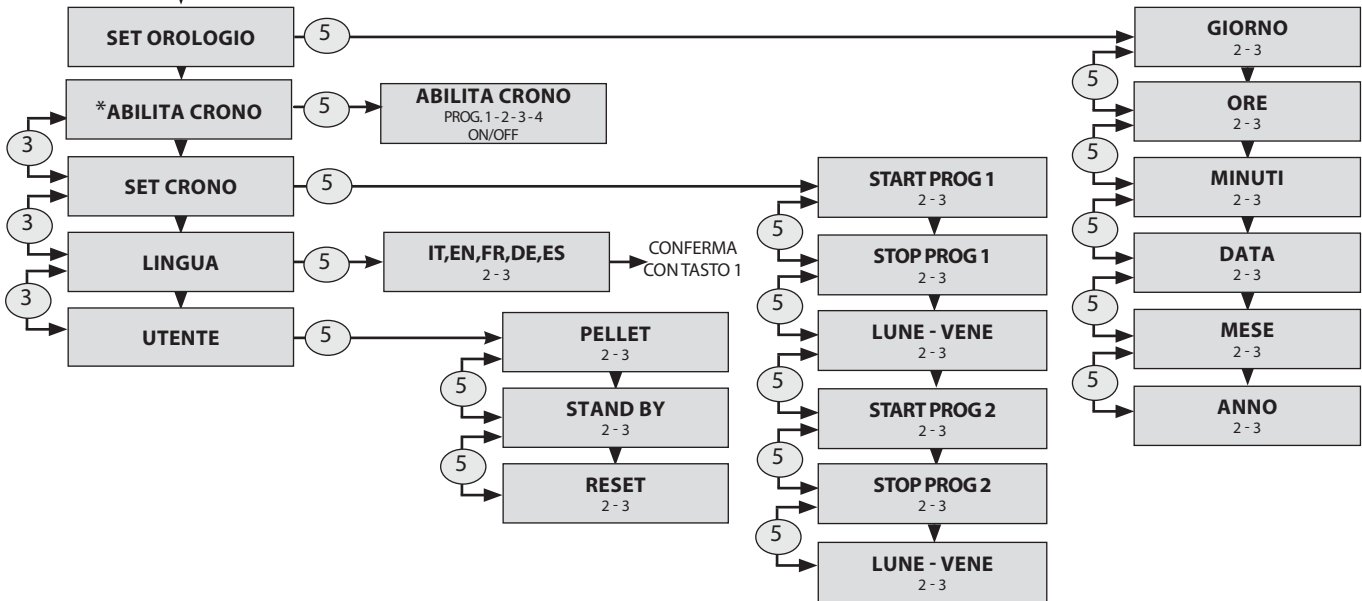 SET OROLOGIO
5
GIORNO
2 - 3
5
*ABILITA CRONO
5
ABILITA CRONO
PROG. 1 - 2 - 3 - 4
ON/OFF
ORE
2 - 3
3
5
SET CRONO
5
START PROG 1
2 - 3
MINUTI
2 - 3
3
5
5
LINGUA
5
IT,EN,FR,DE,ES
2 - 3
CONFERMA
CON TASTO 1
STOP PROG 1
2 - 3
DATA
2 - 3
3
5
5
UTENTE
5
PELLET
2 - 3
LUNE - VENE
2 - 3
MESE
2 - 3
5
5
5
STAND BY
2 - 3
START PROG 2
2 - 3
ANNO
2 - 3
5
5
RESET
2 - 3
STOP PROG 2
2 - 3
5
LUNE - VENE
2 - 3